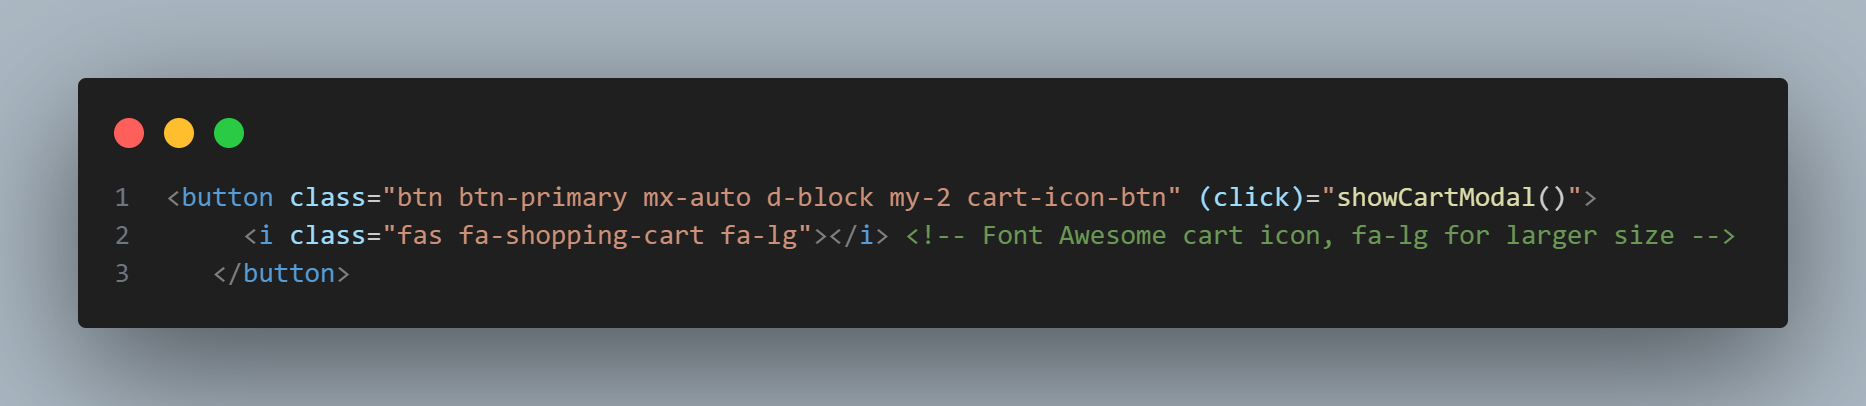 1 <button class="btn btn-primary mx-auto d-block my-2 cart-icon-btn" (click)="showCartModal()">
2 <i class="fas fa-shopping-cart fa-lg"></i> <!-- Font Awesome cart icon, fa-lg for larger size -->
3 </button>